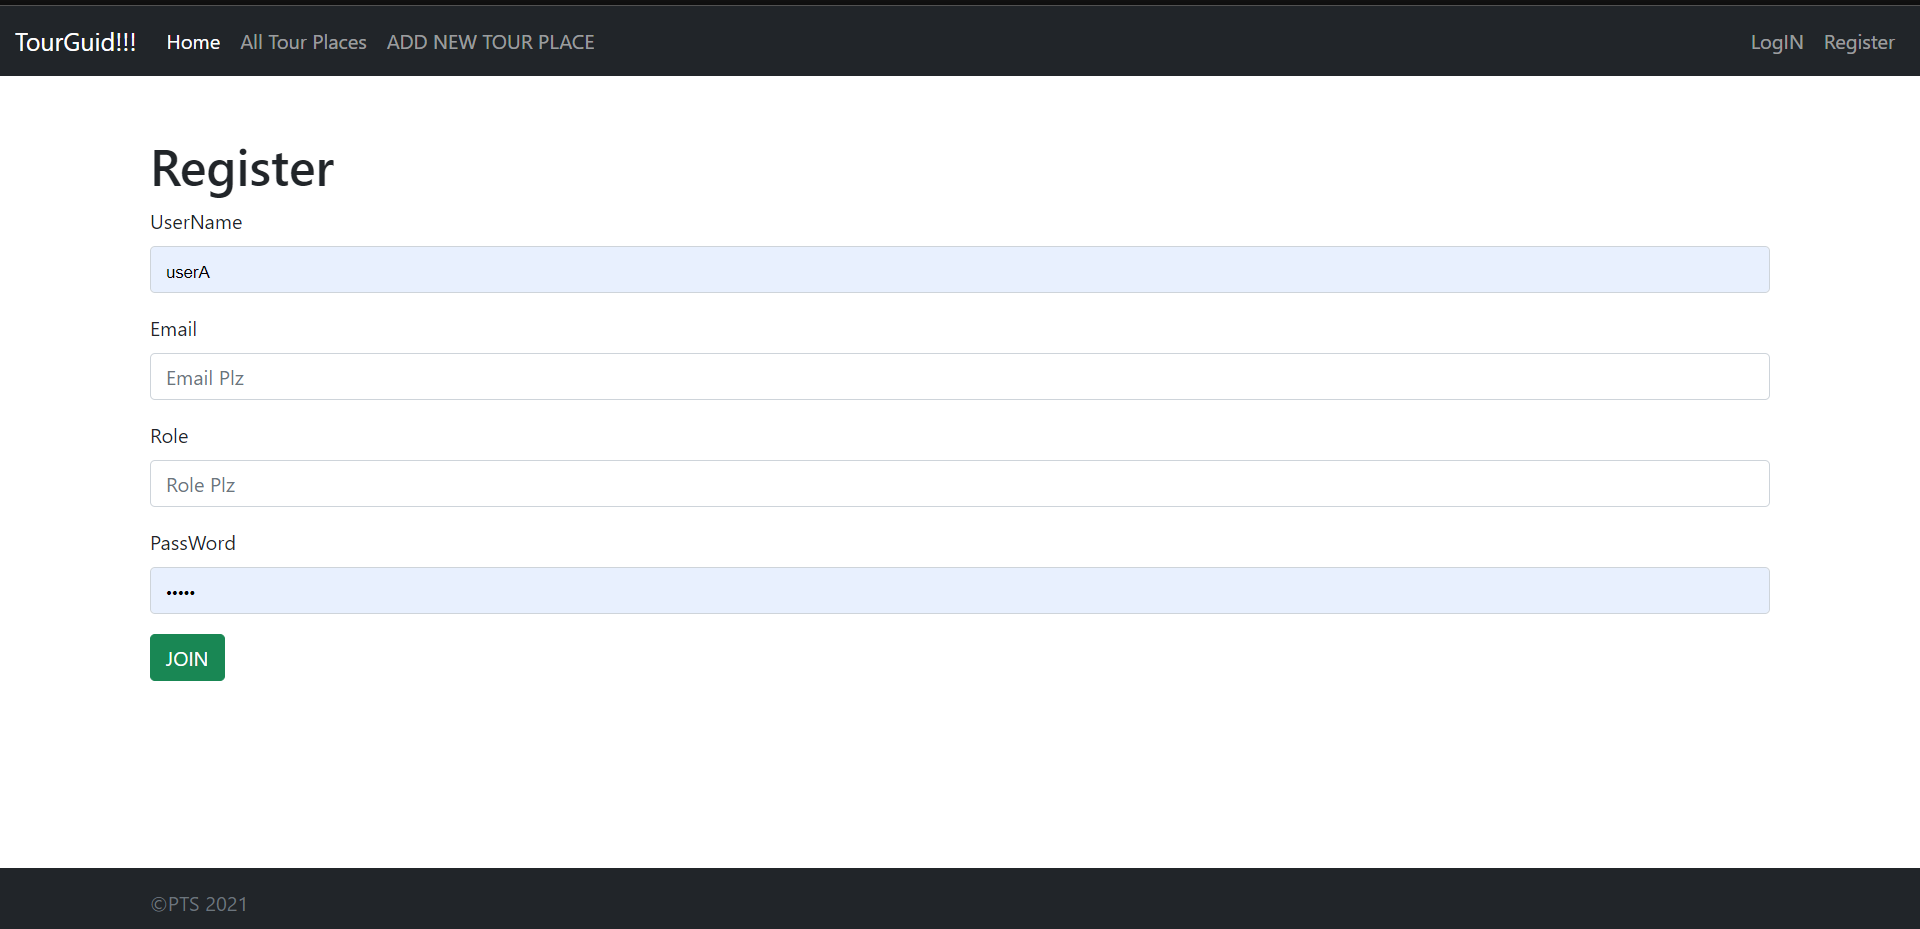 TourGuid!!! Home All Tour Places ADD NEW TOUR PLACE LogIN Register
Register
UserName
userA
Email
Email Plz
Role
Role Plz
PassWord
•••••
JOIN
©PTS 2021